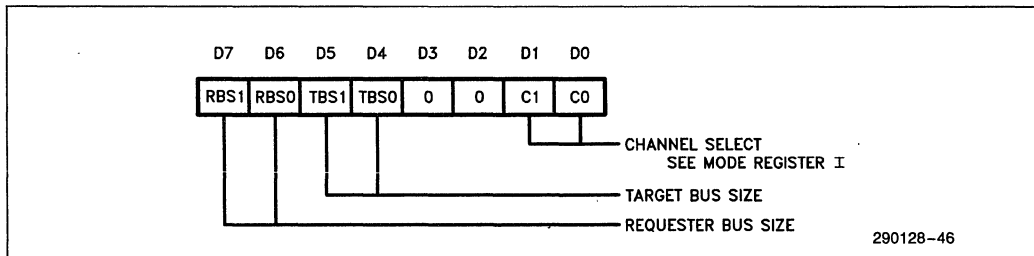 D7 D6 D5 D4 D3 D2 D1 D0
RBS1 RBS0 TBS1 TBS0 0 0 C1 C0
CHANNEL SELECT
SEE MODE REGISTER I
TARGET BUS SIZE
REQUESTER BUS SIZE
290128-46